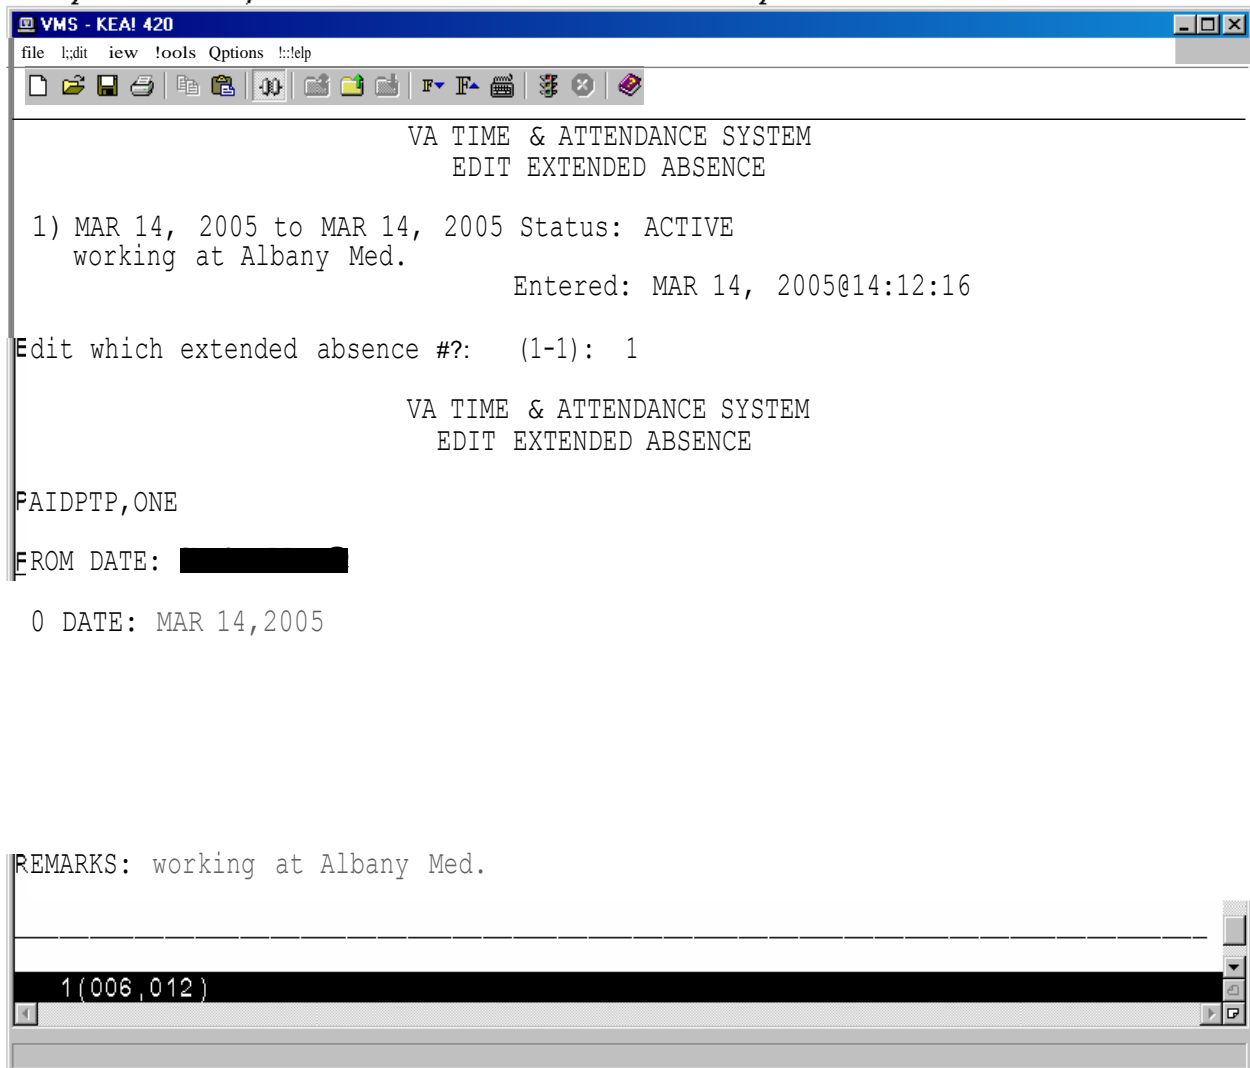 VMS - KEA! 420
file l;;dit iew !ools Options !:::!elp
VA TIME & ATTENDANCE SYSTEM
EDIT EXTENDED ABSENCE
1) MAR 14, 2005 to MAR 14, 2005 Status: ACTIVE
working at Albany Med.
Entered: MAR 14, 2005@14:12:16
Edit which extended absence #?: (1-1): 1
VA TIME & ATTENDANCE SYSTEM
EDIT EXTENDED ABSENCE
PAIDPTP,ONE
FROM DATE:
0 DATE: MAR 14,2005
REMARKS: working at Albany Med.
1(006,012)